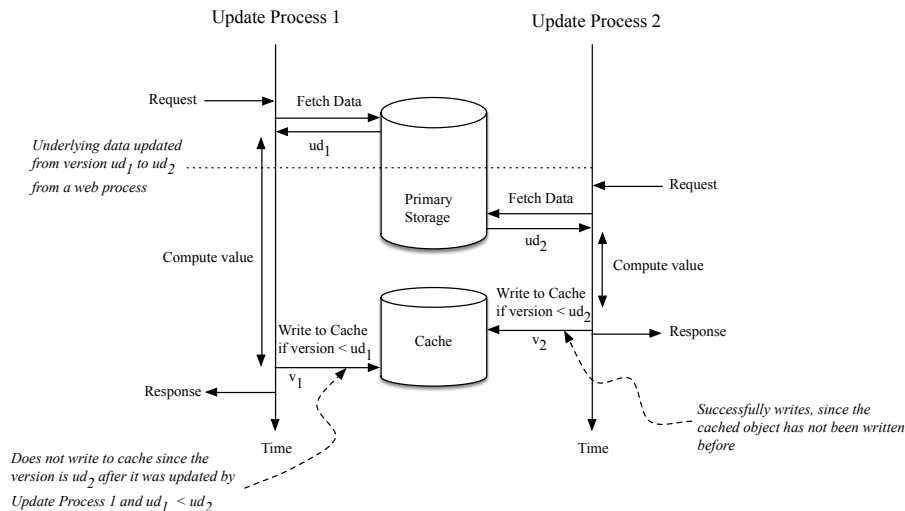 Update Process 1
Update Process 2
Request
Fetch Data
ud1
Underlying data updated
from version ud1 to ud2
from a web process
Request
Fetch Data
Primary
Storage
ud2
Compute value
Compute value
Write to Cache
if version < ud2
Write to Cache
if version < ud1
Cache
v2
Response
v1
Response
Successfully writes, since the
cached object has not been written
before
Time
Time
Does not write to cache since the
version is ud2 after it was updated by
Update Process 1 and ud1 < ud2